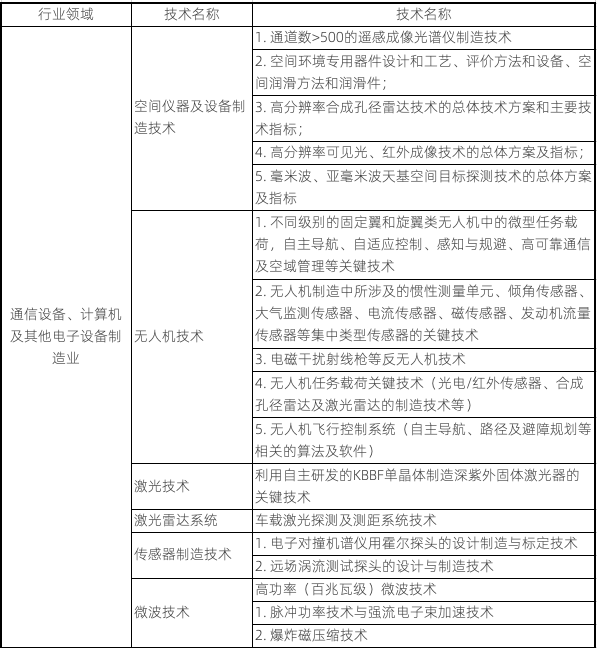 行业领域 技术名称 技术名称
通信设备、计算机
及其他电子设备制
造业
空间仪器及设备制
造技术
1. 通道数>500的遥感成像光谱仪制造技术
2. 空间环境专用器件设计和工艺、评价方法和设备、空
间润滑方法和润滑件；
3. 高分辨率合成孔径雷达技术的总体技术方案和主要技
术指标；
4. 高分辨率可见光、红外成像技术的总体方案及指标；
5. 毫米波、亚毫米波天基空间目标探测技术的总体方案
及指标
无人机技术
1. 不同级别的固定翼和旋翼类无人机中的微型任务载
荷，自主导航、自适应控制、感知与规避、高可靠通信
及空域管理等关键技术
2. 无人机制造中所涉及的惯性测量单元、倾角传感器、
大气监测传感器、电流传感器、磁传感器、发动机流量
传感器等集中类型传感器的关键技术
3. 电磁干扰射线枪等反无人机技术
4. 无人机任务载荷关键技术（光电/红外传感器、合成
孔径雷达及激光雷达的制造技术等）
5. 无人机飞行控制系统（自主导航、路径及避障规划等
相关的算法及软件）
激光技术
利用自主研发的KBBF单晶体制造深紫外固体激光器的
关键技术
激光雷达系统 车载激光探测及测距系统技术
传感器制造技术
1. 电子对撞机谱仪用霍尔探头的设计制造与标定技术
2. 远场涡流测试探头的设计与制造技术
微波技术
高功率（百兆瓦级）微波技术
1. 脉冲功率技术与强流电子束加速技术
2. 爆炸磁压缩技术